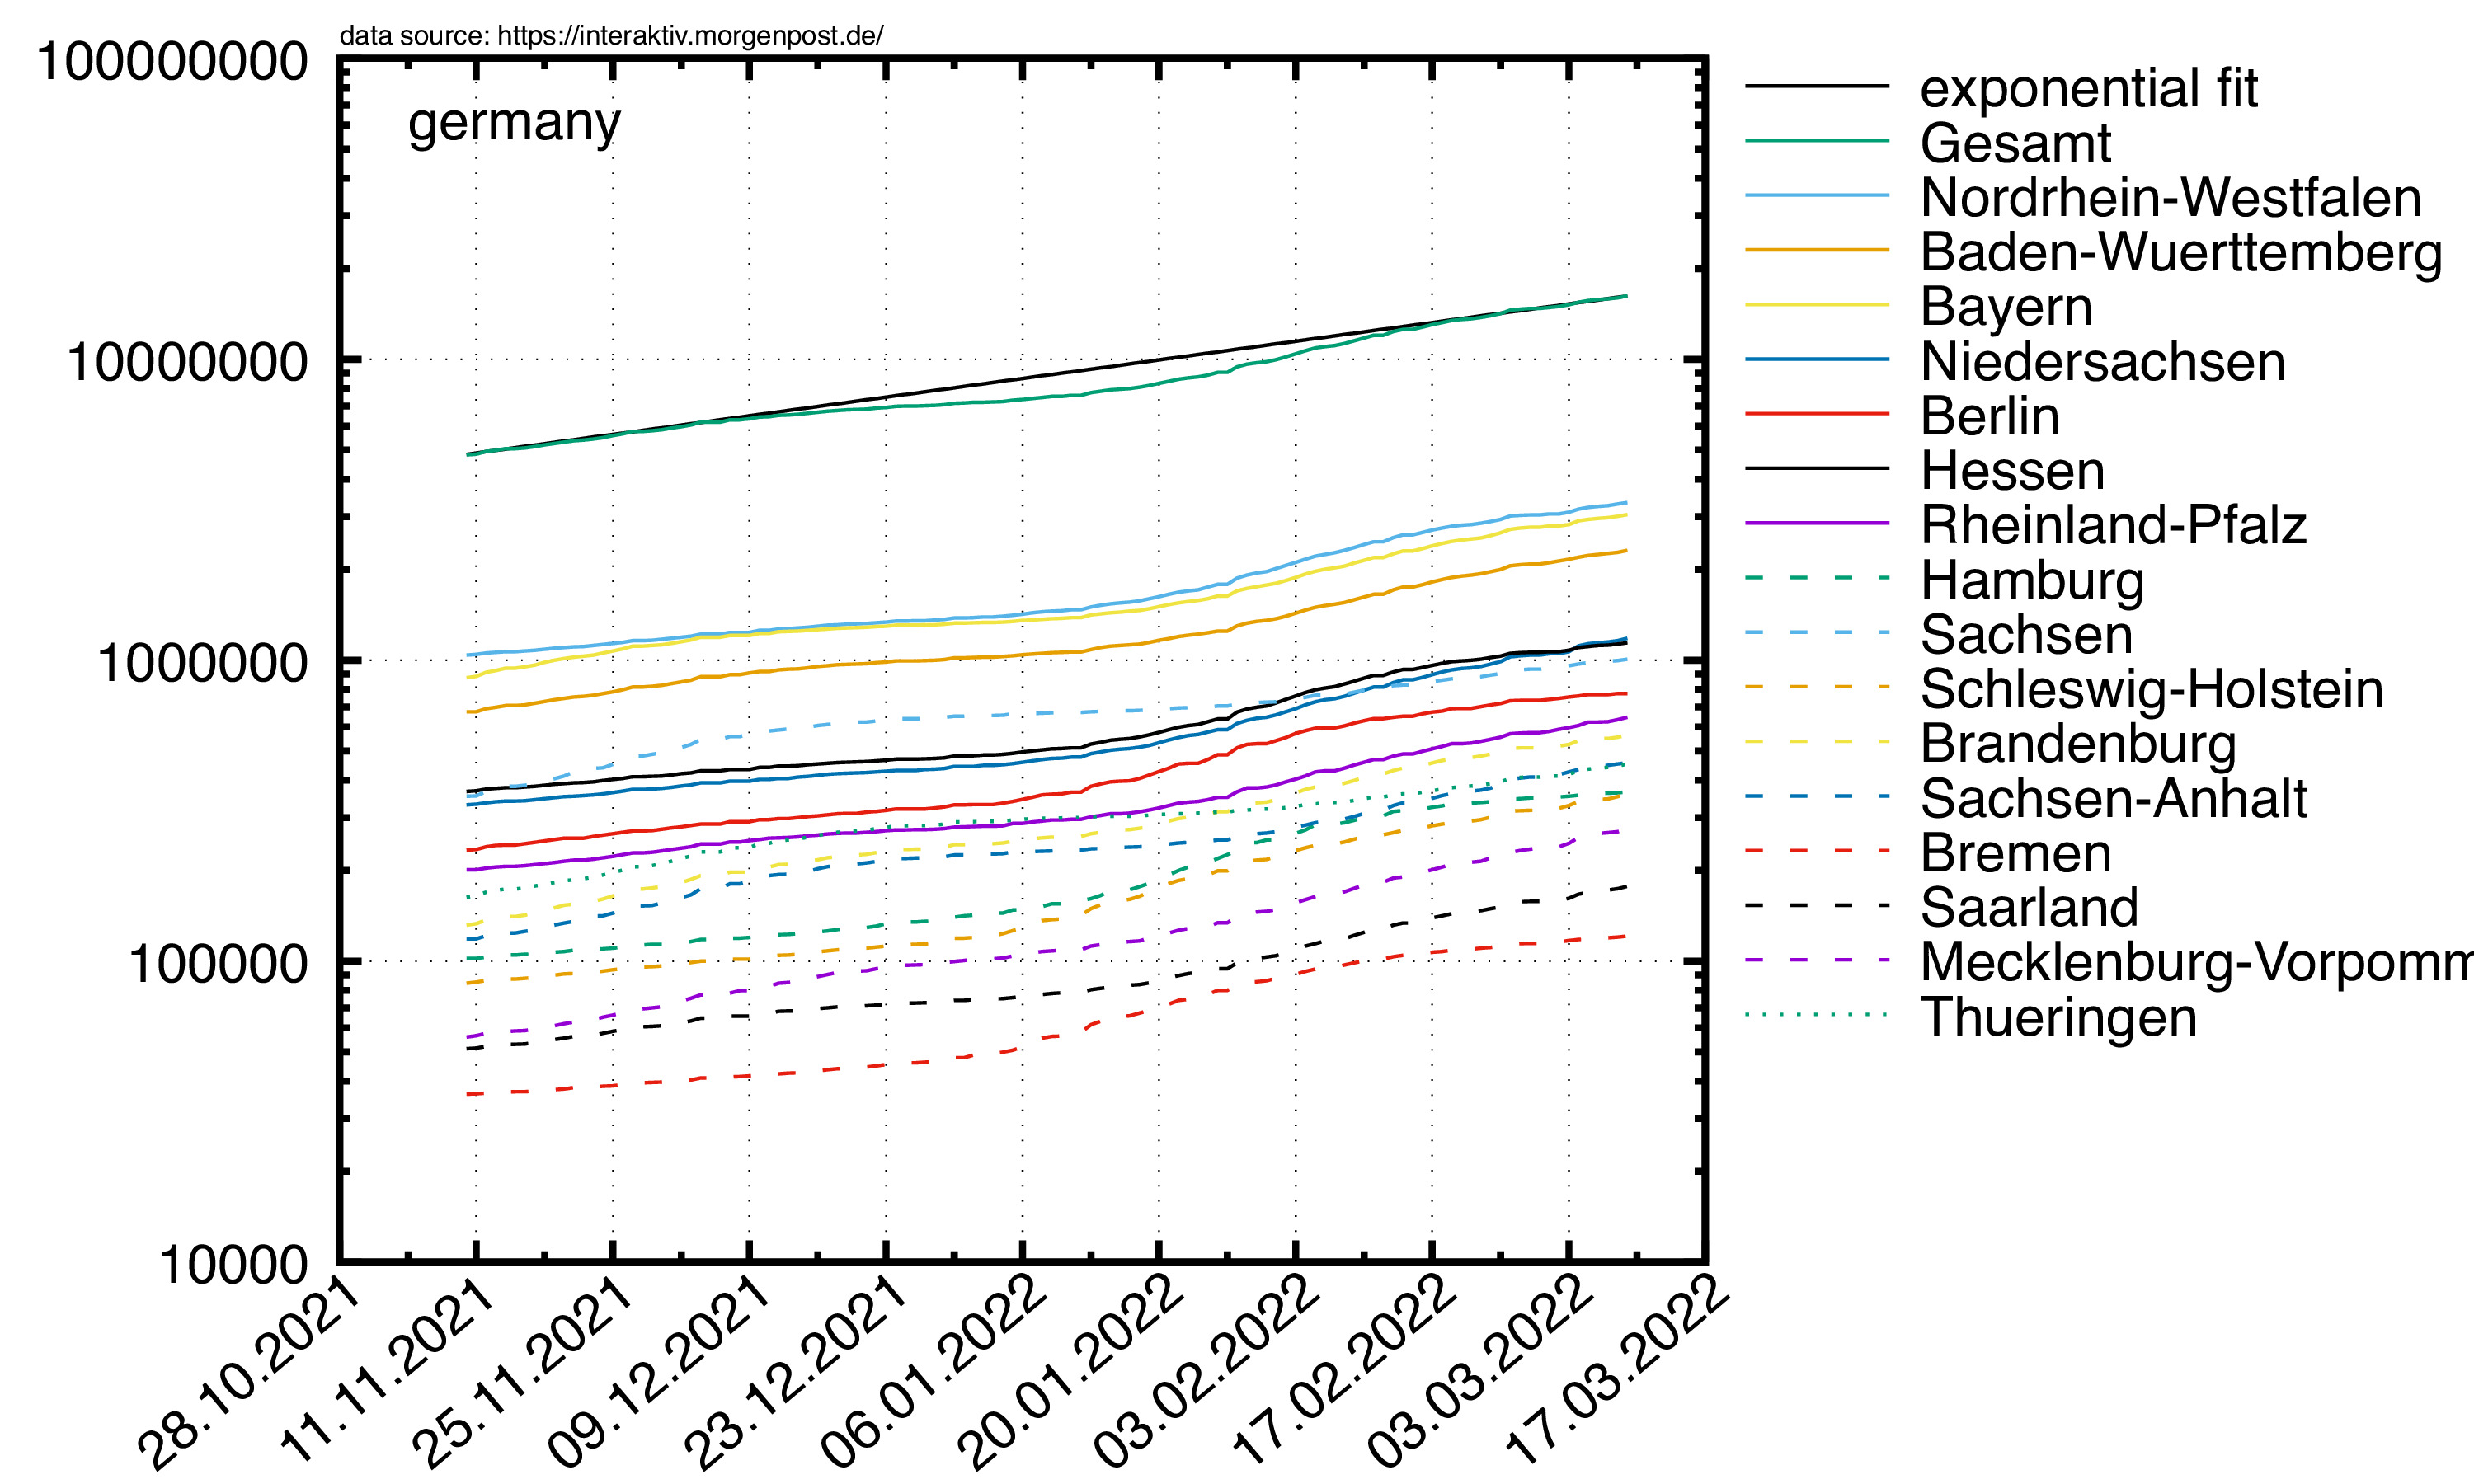 data source: https://interaktiv.morgenpost.de/
100000000
10000000
1000000
100000
10000
germany
exponential fit
Gesamt
Nordrhein-Westfalen
Baden-Wuerttemberg
Bayern
Niedersachsen
Berlin
Hessen
Rheinland-Pfalz
Hamburg
Sachsen
Schleswig-Holstein
Brandenburg
Sachsen-Anhalt
Bremen
Saarland
Mecklenburg-Vorpomm
Thueringen
28.10.2021
11.11.2021
25.11.2021
09.12.2021
23.12.2021
06.01.2022
20.01.2022
03.02.2022
17.02.2022
03.03.2022
17.03.2022